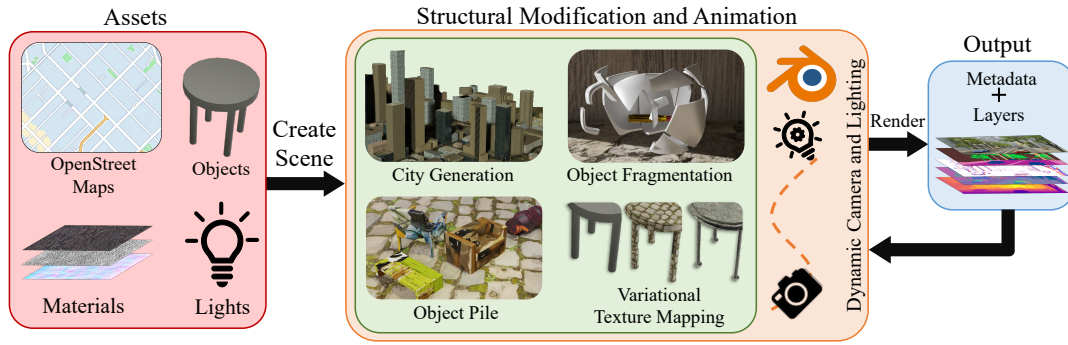 Assets
OpenStreet
Maps
Objects
Materials
Lights
Create
Scene
Structural Modification and Animation
City Generation
Object Fragmentation
Object Pile
Variational
Texture Mapping
Dynamic Camera and Lighting
Render
Output
Metadata
+
Layers